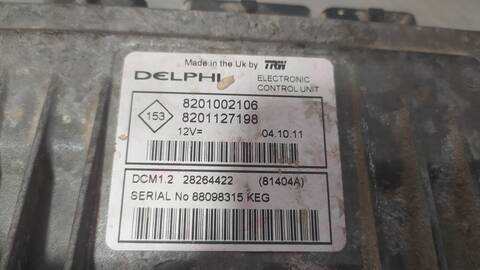 Made in the Uk by TRW
DELPHI ELECTRONIC
CONTROL UNIT
8201002106
153 8201127198
12V= 04.10.11
DCM1.2 28264422 (81404A)
SERIAL No 88098315 KEG